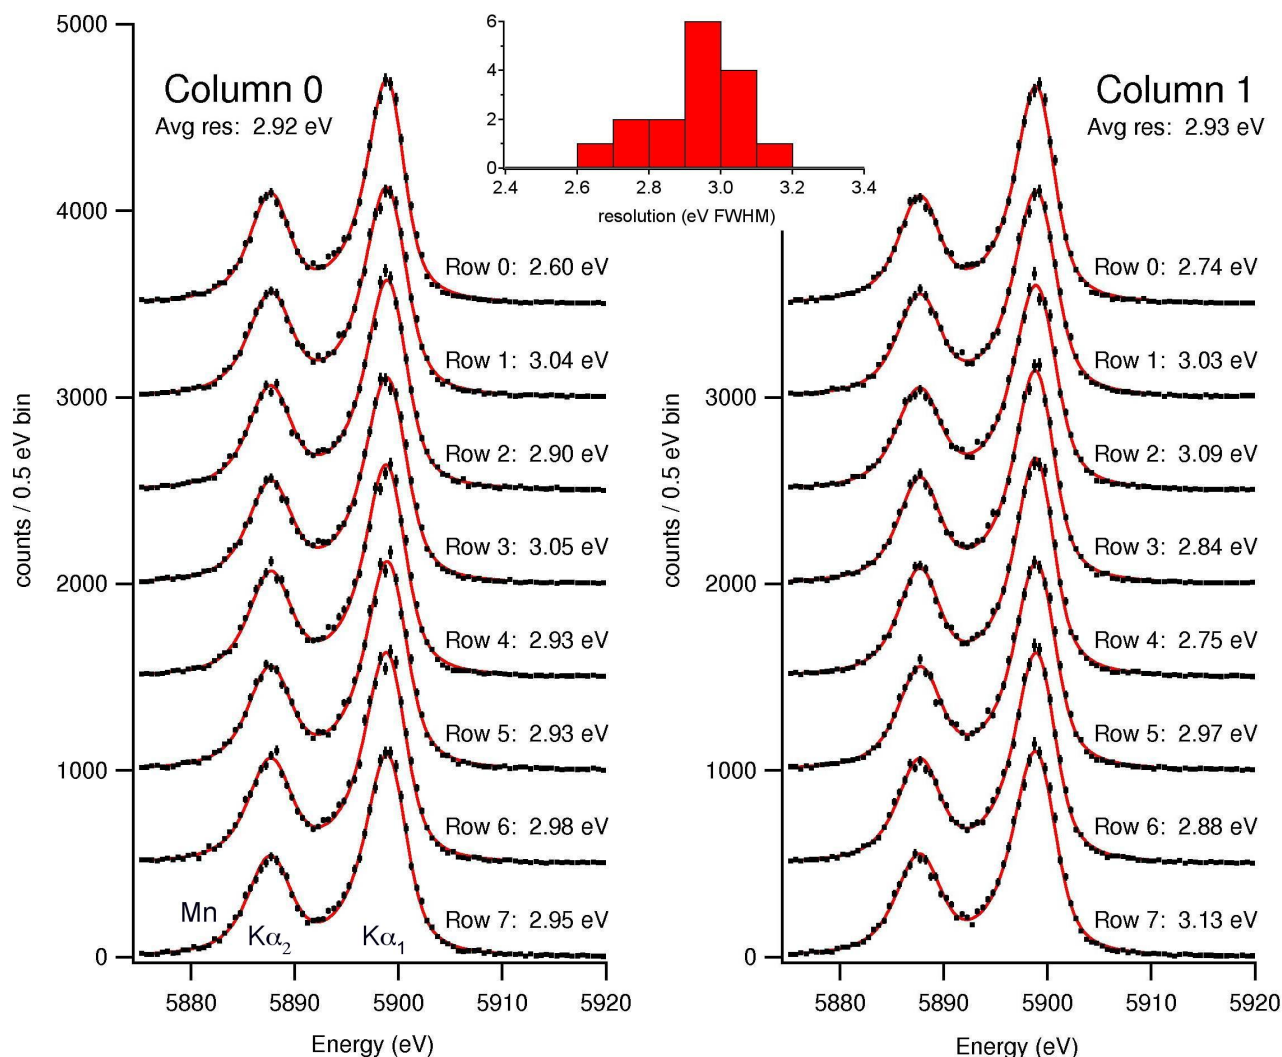 5000
4000
3000
2000
1000
0
counts / 0.5 eV bin
Column 0
Avg res: 2.92 eV
Row 0: 2.60 eV
Row 1: 3.04 eV
Row 2: 2.90 eV
Row 3: 3.05 eV
Row 4: 2.93 eV
Row 5: 2.93 eV
Row 6: 2.98 eV
Row 7: 2.95 eV
Mn
Kα₂
Kα₁
5880 5890 5900 5910 5920
Energy (eV)
6
4
2
0
2.4 2.6 2.8 3.0 3.2 3.4
resolution (eV FWHM)
Column 1
Avg res: 2.93 eV
3000
2000
1000
0
counts / 0.5 eV bin
Row 0: 2.74 eV
Row 1: 3.03 eV
Row 2: 3.09 eV
Row 3: 2.84 eV
Row 4: 2.75 eV
Row 5: 2.97 eV
Row 6: 2.88 eV
Row 7: 3.13 eV
5880 5890 5900 5910 5920
Energy (eV)